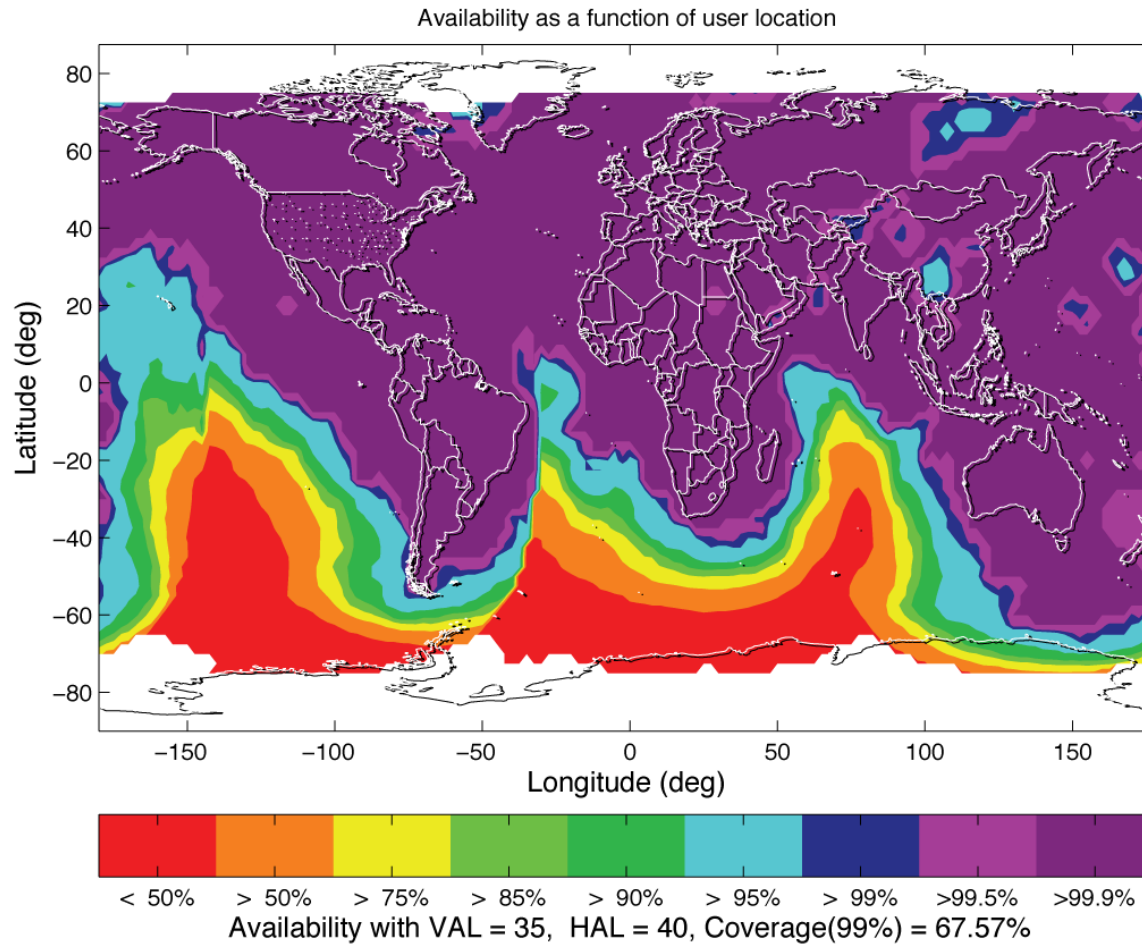 Availability as a function of user location
80
60
40
20
0
−20
−40
−60
−80
Latitude (deg)
−150 −100 −50 0 50 100 150
Longitude (deg)
< 50% > 50% > 75% > 85% > 90% > 95% > 99% >99.5% >99.9%
Availability with VAL = 35, HAL = 40, Coverage(99%) = 67.57%